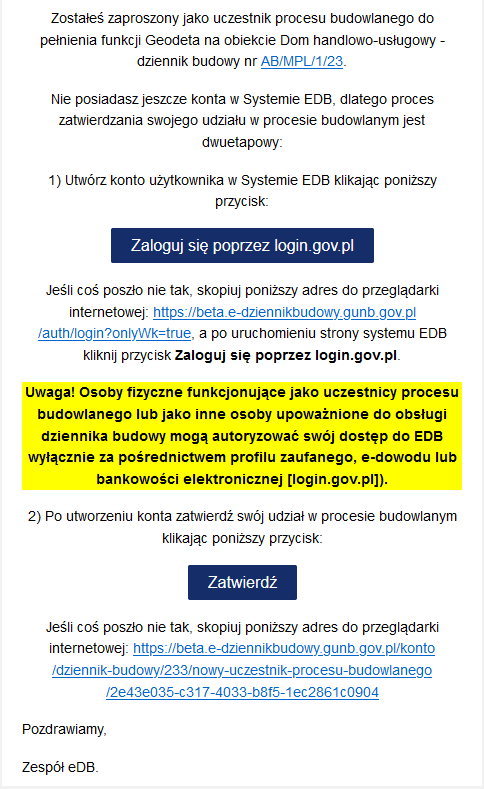 Zostałeś zaproszony jako uczestnik procesu budowlanego do
pełnienia funkcji Geodeta na obiekcie Dom handlowo-usługowy -
dziennik budowy nr AB/MPL/1/23.
Nie posiadasz jeszcze konta w Systemie EDB, dlatego proces
zatwierdzania swojego udziału w procesie budowlanym jest
dwuetapowy:
1) Utwórz konto użytkownika w Systemie EDB klikając poniższy
przycisk:
Zaloguj się poprzez login.gov.pl
Jeśli coś poszło nie tak, skopiuj poniższy adres do przeglądarki
internetowej: https://beta.e-dziennikbudowy.gunb.gov.pl
/auth/login?onlyWk=true, a po uruchomieniu strony systemu EDB
kliknij przycisk Zaloguj się poprzez login.gov.pl.
Uwaga! Osoby fizyczne funkcjonujące jako uczestnicy procesu
budowlanego lub jako inne osoby upoważnione do obsługi
dziennika budowy mogą autoryzować swój dostęp do EDB
wyłącznie za pośrednictwem profilu zaufanego, e-dowodu lub
bankowości elektronicznej [login.gov.pl]).
2) Po utworzeniu konta zatwierdź swój udział w procesie budowlanym
klikając poniższy przycisk:
Zatwierdź
Jeśli coś poszło nie tak, skopiuj poniższy adres do przeglądarki
internetowej: https://beta.e-dziennikbudowy.gunb.gov.pl/konto
/dziennik-budowy/233/nowy-uczestnik-procesu-budowlanego
/2e43e035-c317-4033-b8f5-1ec2861c0904
Pozdrawiamy,
Zespół eDB.